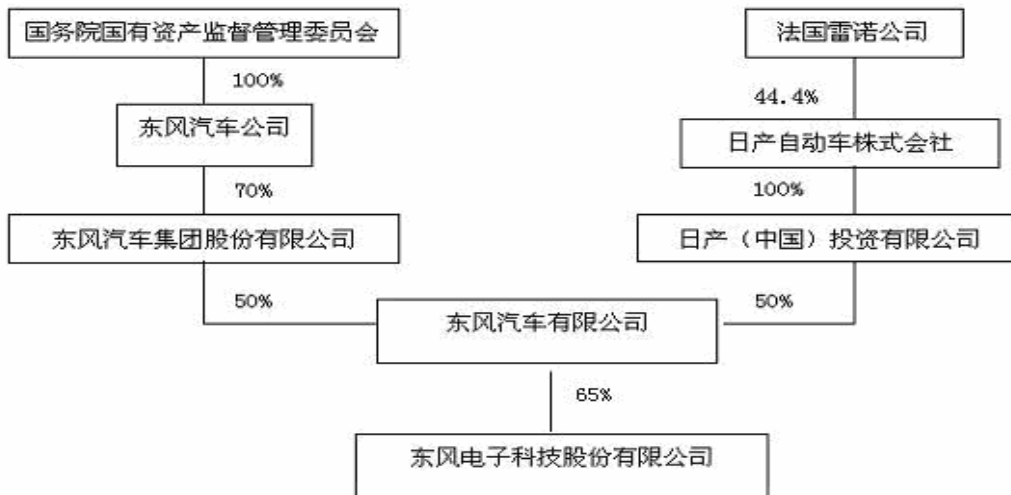 国务院国有资产监督管理委员会
法国雷诺公司
100%
44.4%
东风汽车公司
日产自动车株式会社
70%
100%
东风汽车集团股份有限公司
日产（中国）投资有限公司
50%
50%
东风汽车有限公司
65%
东风电子科技股份有限公司